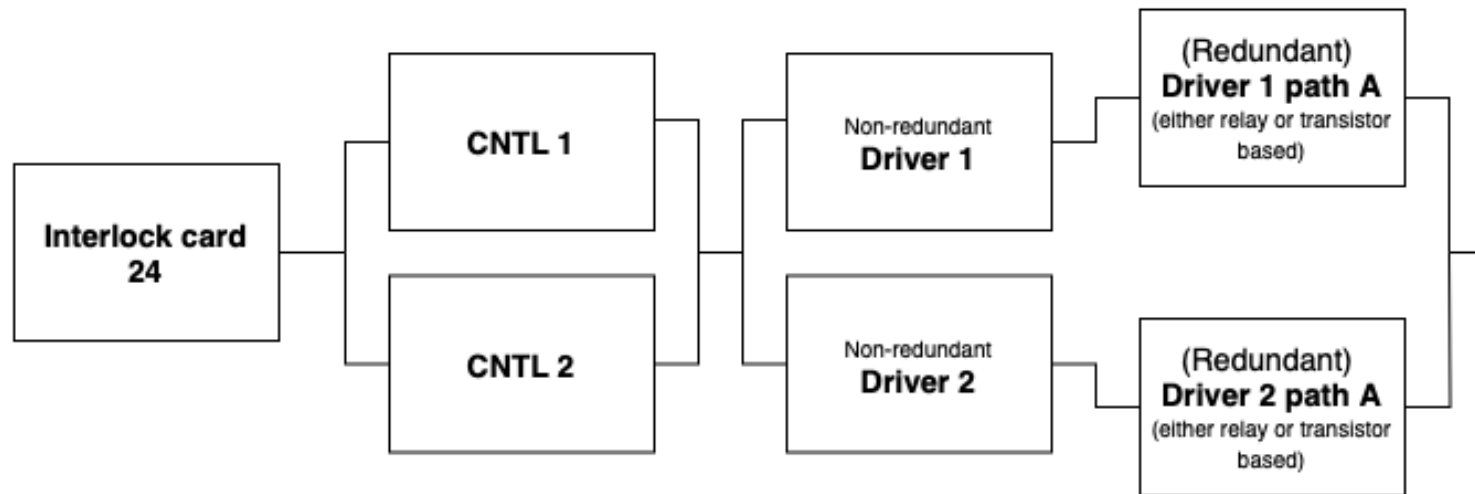 Interlock card
24
CNTL 1
CNTL 2
Non-redundant
Driver 1
Non-redundant
Driver 2
(Redundant)
Driver 1 path A
(either relay or transistor
based)
(Redundant)
Driver 2 path A
(either relay or transistor
based)